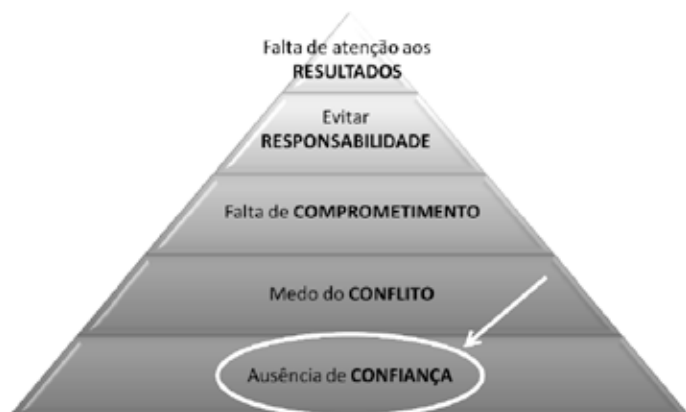 Falta de atenção aos
RESULTADOS
Evitar
RESPONSABILIDADE
Falta de COMPROMETIMENTO
Medo do CONFLITO
Ausência de CONFIANÇA